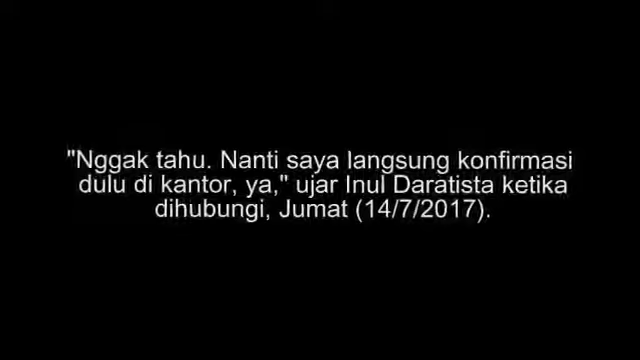 "Nggak tahu. Nanti saya langsung konfirmasi
dulu di kantor, ya," ujar Inul Daratista ketika
dihubungi, Jumat (14/7/2017).